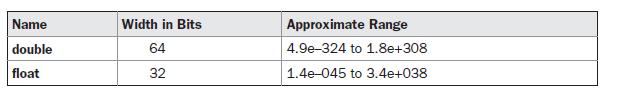 Name Width in Bits Approximate Range
double 64 4.9e–324 to 1.8e+308
float 32 1.4e–045 to 3.4e+038